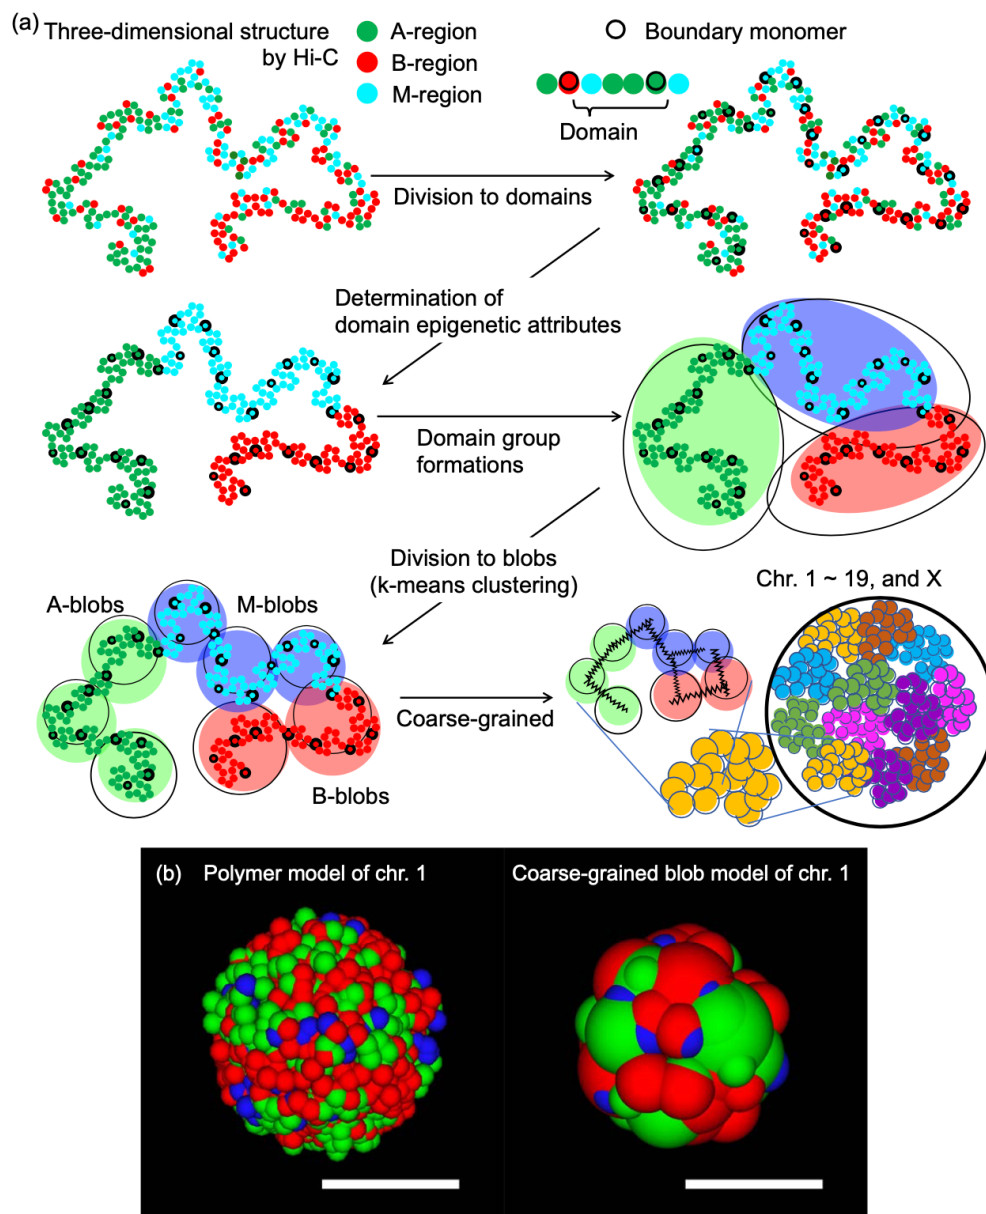 (a)
Three-dimensional structure
by Hi-C
A-region
B-region
M-region
Boundary monomer
Domain
Division to domains
Determination of
domain epigenetic attributes
Domain group
formations
Division to blobs
(k-means clustering)
A-blobs
M-blobs
B-blobs
Coarse-grained
Chr. 1 ~ 19, and X
(b)
Polymer model of chr. 1
Coarse-grained blob model of chr. 1